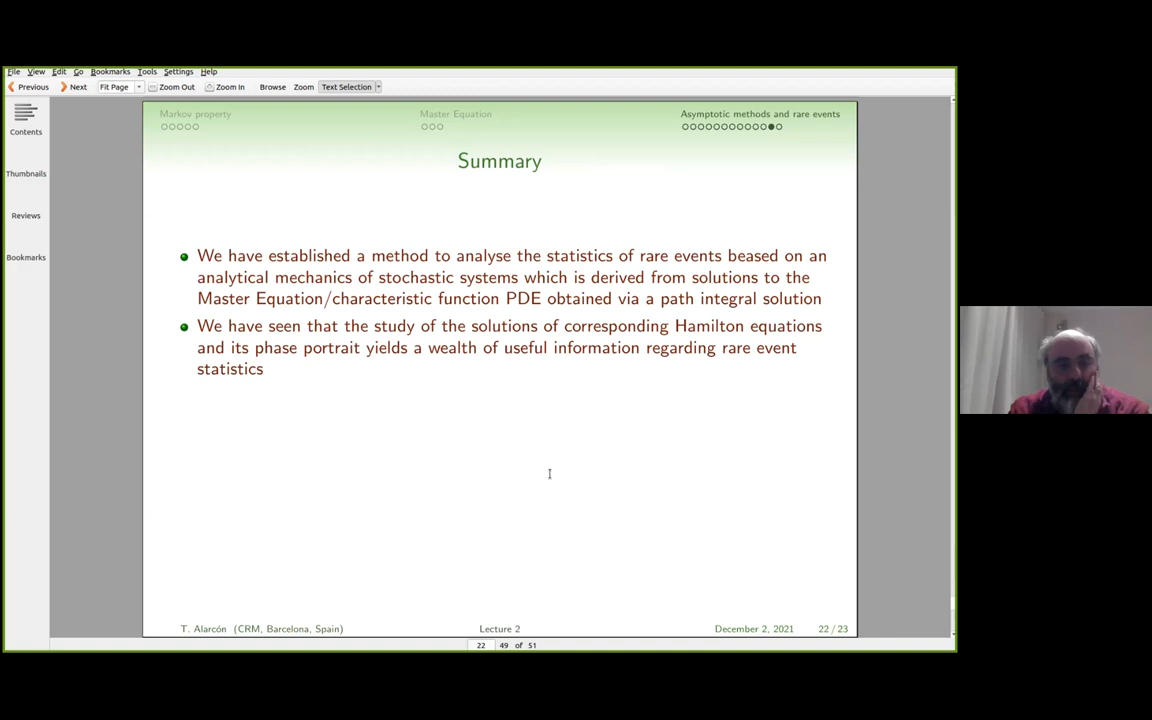 File View Edit Go Bookmarks Tools Settings Help
Previous Next Fit Page Zoom Out Zoom In Browse Zoom Text Selection
Contents
Thumbnails
Reviews
Bookmarks
Markov property Master Equation Asymptotic methods and rare events
Summary
We have established a method to analyse the statistics of rare events beased on an
analytical mechanics of stochastic systems which is derived from solutions to the
Master Equation/characteristic function PDE obtained via a path integral solution
We have seen that the study of the solutions of corresponding Hamilton equations
and its phase portrait yields a wealth of useful information regarding rare event
statistics
T. Alarcón (CRM, Barcelona, Spain) Lecture 2 December 2, 2021 22 / 23
22 49 of 51